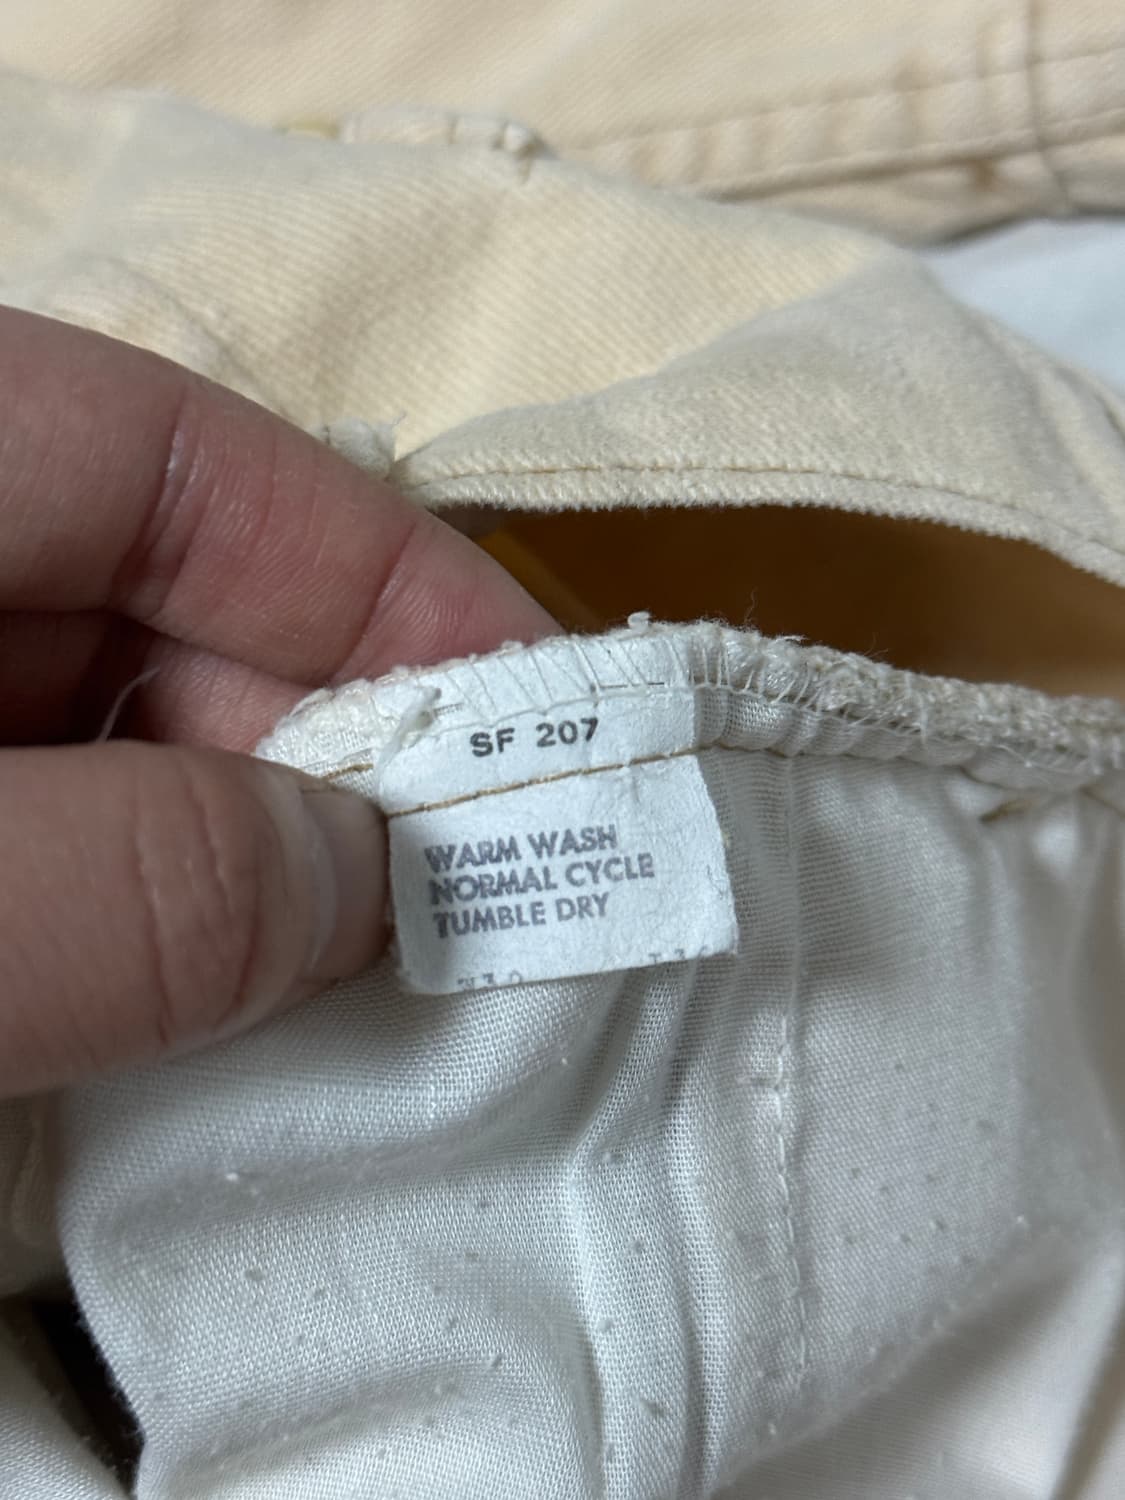 SF 207
WARM WASH
NORMAL CYCLE
TUMBLE DRY